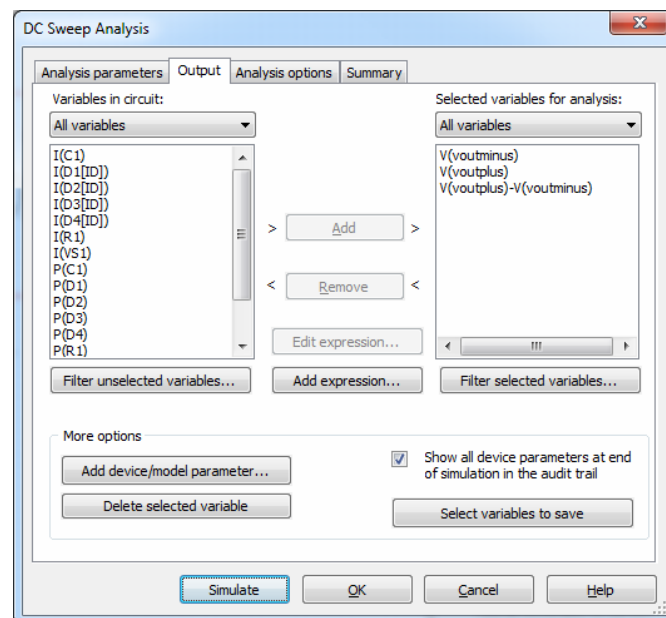 DC Sweep Analysis
Analysis parameters
Output
Analysis options
Summary
Variables in circuit:
All variables
I(C1)
I(D1[ID])
I(D2[ID])
I(D3[ID])
I(D4[ID])
I(R1)
I(VS1)
P(C1)
P(D1)
P(D2)
P(D3)
P(D4)
P(R1)
Filter unselected variables...
> Add >
< Remove <
Edit expression...
Add expression...
Selected variables for analysis:
All variables
V(voutminus)
V(voutplus)
V(voutplus)-V(voutminus)
Filter selected variables...
More options
Add device/model parameter...
Delete selected variable
Show all device parameters at end
of simulation in the audit trail
Select variables to save
Simulate
OK
Cancel
Help